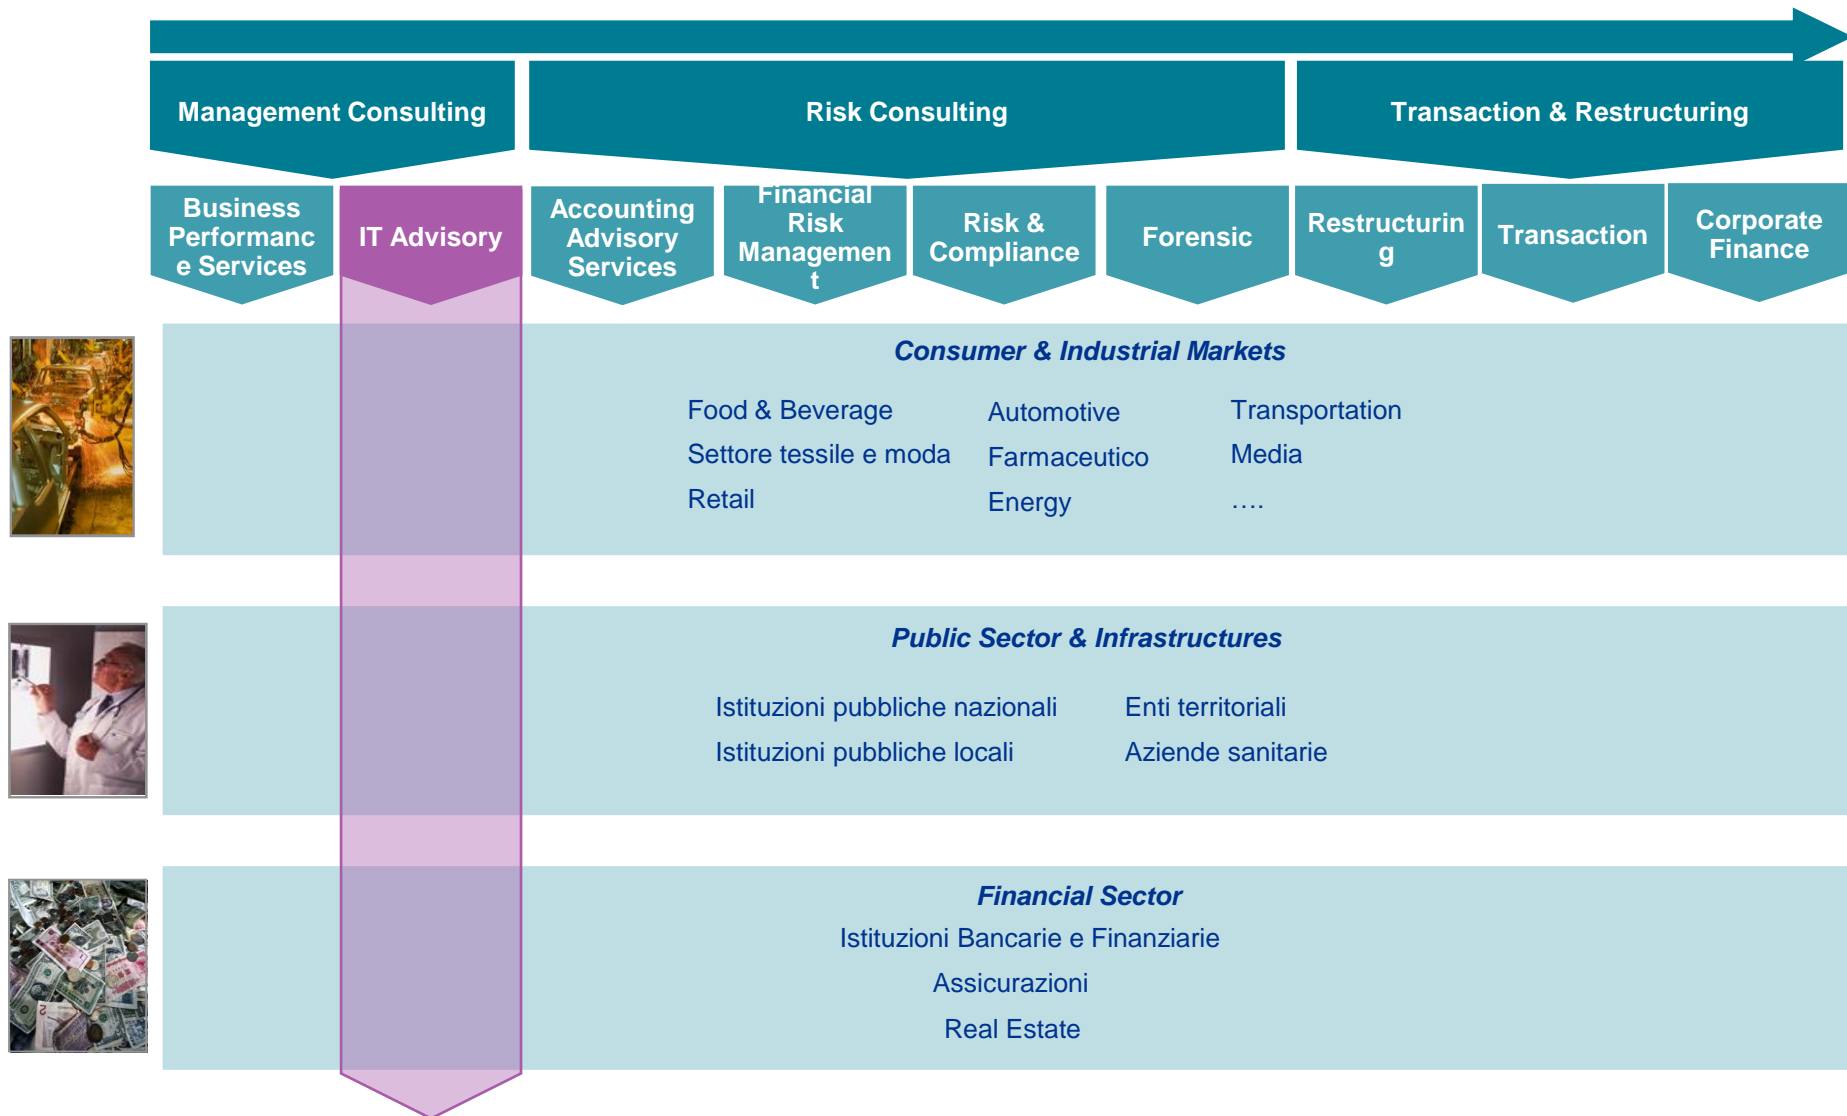 Management Consulting
Risk Consulting
Transaction & Restructuring
Business
Performanc
e Services
IT Advisory
Accounting
Advisory
Services
Financial
Risk
Managemen
t
Risk &
Compliance
Forensic
Restructurin
g
Transaction
Corporate
Finance
Consumer & Industrial Markets
Food & Beverage
Settore tessile e moda
Retail
Automotive
Farmaceutico
Energy
Transportation
Media
….
Public Sector & Infrastructures
Istituzioni pubbliche nazionali
Istituzioni pubbliche locali
Enti territoriali
Aziende sanitarie
Financial Sector
Istituzioni Bancarie e Finanziarie
Assicurazioni
Real Estate